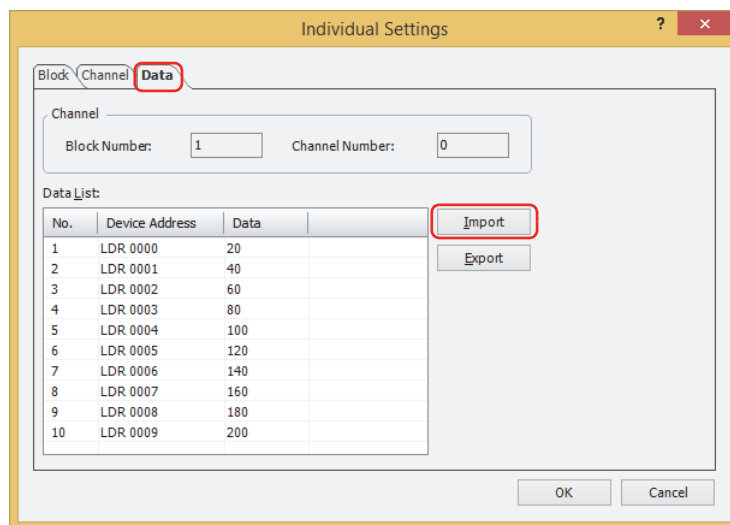 Individual Settings
? ×
Block Channel Data
Channel
Block Number: 1 Channel Number: 0
Data List:
No. Device Address Data
Import
1 LDR 0000 20
Export
2 LDR 0001 40
3 LDR 0002 60
4 LDR 0003 80
5 LDR 0004 100
6 LDR 0005 120
7 LDR 0006 140
8 LDR 0007 160
9 LDR 0008 180
10 LDR 0009 200
OK Cancel